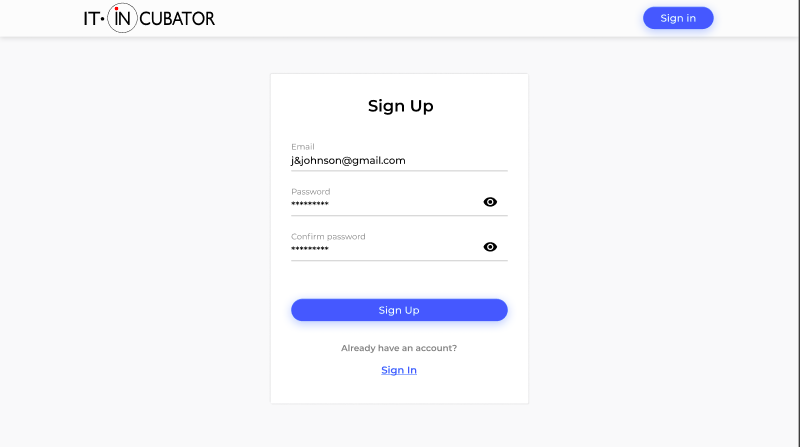 IT·INCUBATOR
Sign in
Sign Up
Email
j&johnson@gmail.com
Password
*********
Confirm password
*********
Sign Up
Already have an account?
Sign In